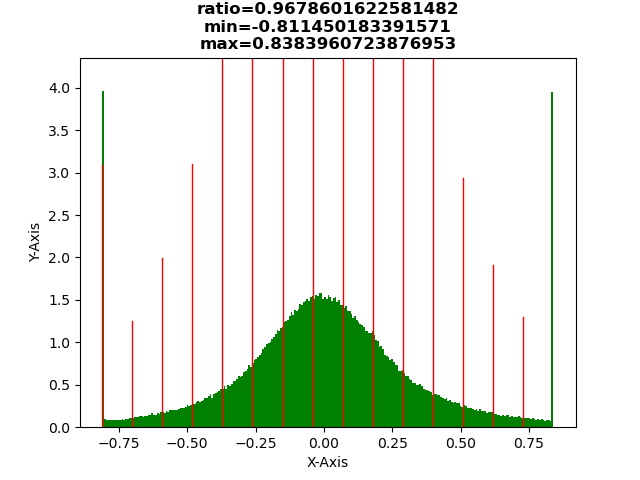 ratio=0.9678601622581482
min=-0.811450183391571
max=0.8383960723876953
4.0
3.5
3.0
2.5
2.0
1.5
1.0
0.5
0.0
Y-Axis
−0.75 −0.50 −0.25 0.00 0.25 0.50 0.75
X-Axis